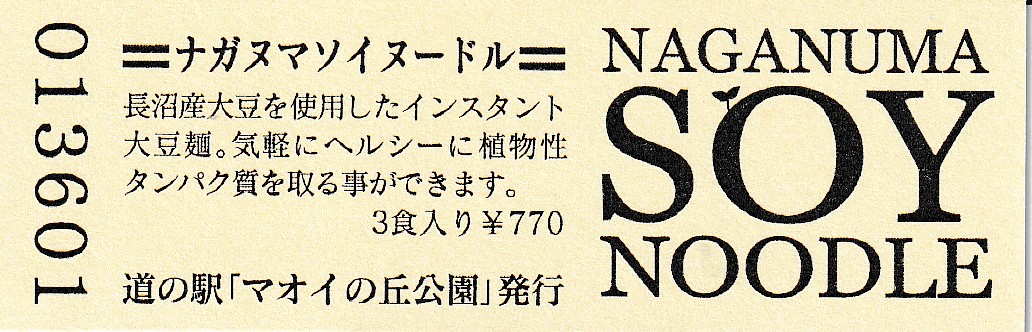 013601
=ナガヌマソイヌードル=
長沼産大豆を使用したインスタント
大豆麺。気軽にヘルシーに植物性
タンパク質を取る事ができます。
3食入り¥770
道の駅「マオイの丘公園」発行
NAGANUMA
SOY
NOODLE